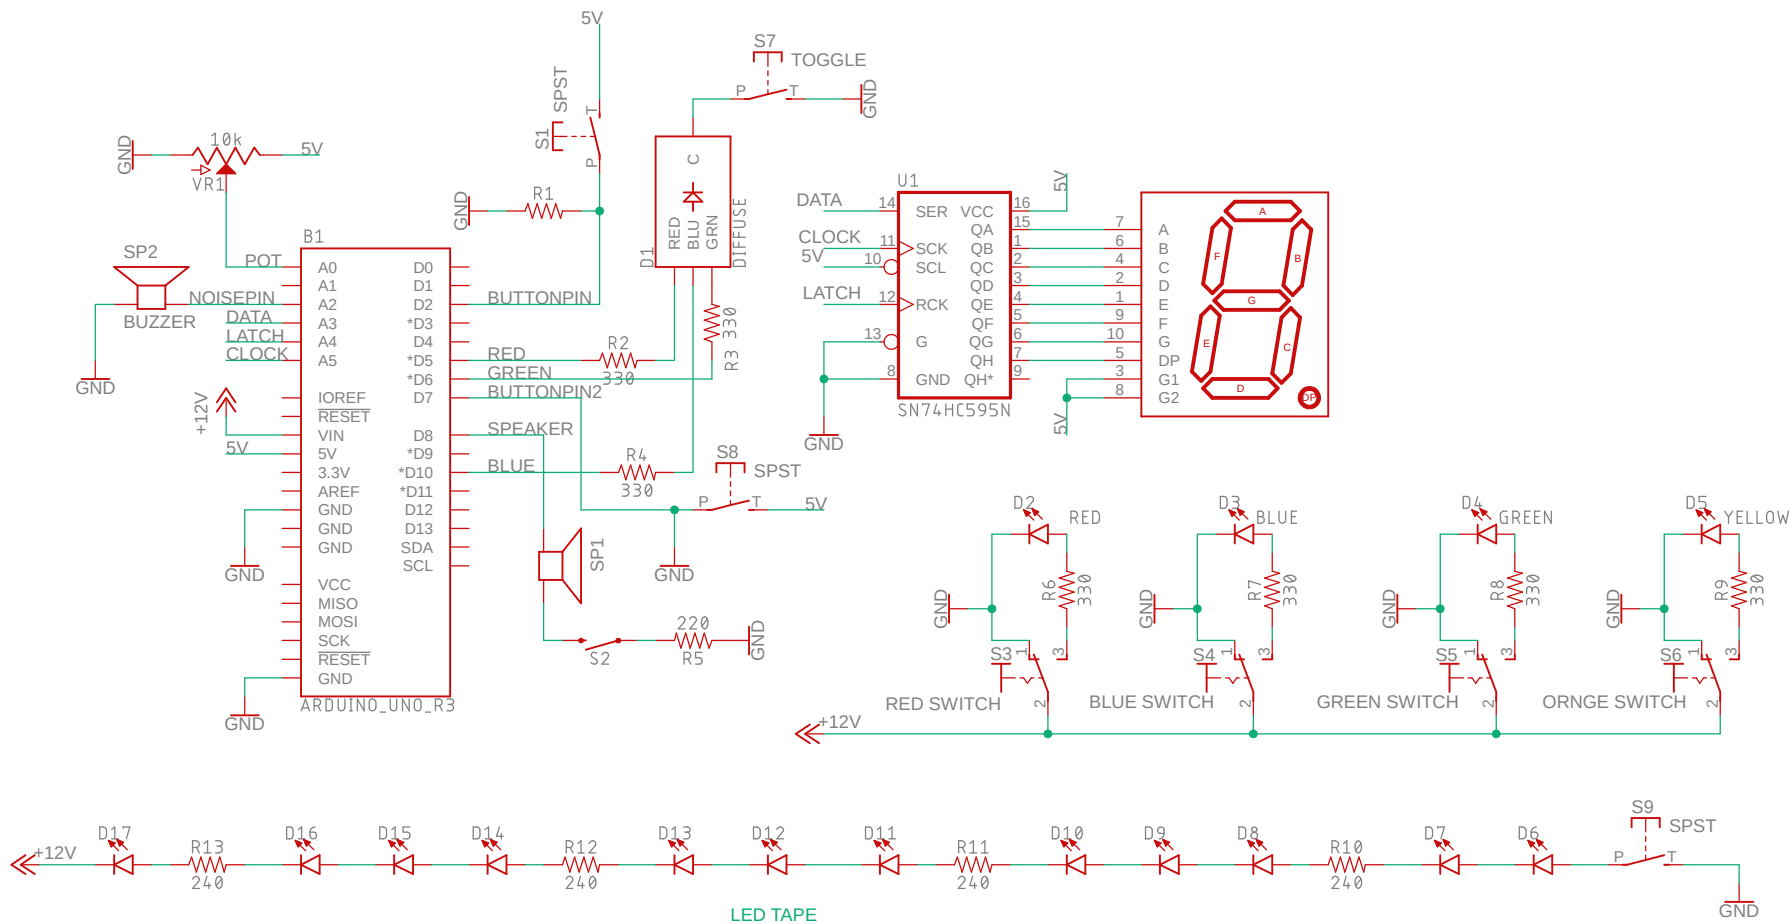 5V
S7
TOGGLE
P
T
GND
SPST
S1
T
P
GND
10k
5V
VR1
GND
R1
C
RED
BLU
GRN
D1
DIFFUSE
SP2
BUZZER
GND
B1
POT
NOISEPIN
DATA
LATCH
CLOCK
+12V
5V
GND
GND
A0
A1
A2
A3
A4
A5
IOREF
RESET
VIN
5V
3.3V
AREF
GND
GND
GND
VCC
MISO
MOSI
SCK
RESET
GND
D0
D1
D2
*D3
D4
*D5
*D6
D7
D8
*D9
*D10
*D11
D12
D13
SDA
SCL
ARDUINO_UNO_R3
BUTTONPIN
RED
GREEN
BUTTONPIN2
SPEAKER
BLUE
R2
330
R3
330
R4
330
S8
SPST
P
T
5V
GND
SP1
S2
220
R5
GND
U1
DATA
CLOCK
5V
LATCH
GND
14
11
10
12
13
8
SER
SCK
SCL
RCK
G
GND
VCC
QA
QB
QC
QD
QE
QF
QG
QH
QH*
16
15
1
2
3
4
5
6
7
9
SN74HC595N
5V
5V
7
6
4
2
1
9
10
5
3
8
A
B
C
D
E
F
G
DP
G1
G2
A
F
B
G
E
C
D
DP
D2
RED
R6
330
GND
S3
1
3
2
RED SWITCH
D3
BLUE
R7
330
GND
S4
1
3
2
BLUE SWITCH
D4
GREEN
R8
330
GND
S5
1
3
2
GREEN SWITCH
D5
YELLOW
R9
330
GND
S6
1
3
2
ORNGE SWITCH
+12V
+12V
D17
R13
240
D16
D15
D14
R12
240
D13
D12
D11
R11
240
D10
D9
D8
R10
240
D7
D6
S9
SPST
P
T
GND
LED TAPE